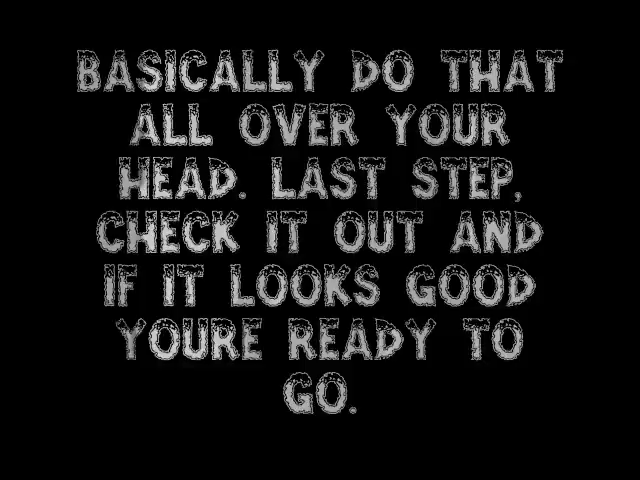 BASICALLY DO THAT
ALL OVER YOUR
HEAD. LAST STEP,
CHECK IT OUT AND
IF IT LOOKS GOOD
YOURE READY TO
GO.